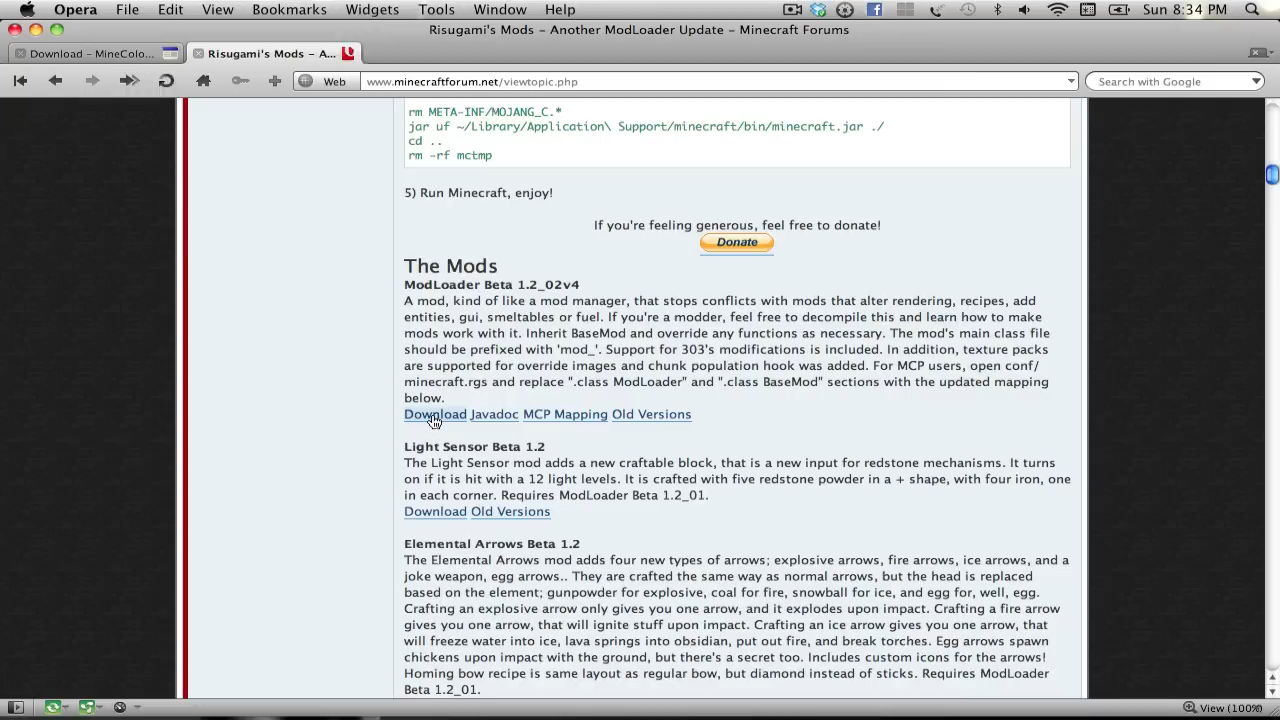 Opera File Edit View Bookmarks Widgets Tools Window Help Sun 8:34 PM
Risugami's Mods – Another ModLoader Update – Minecraft Forums
Download – MineColo... Risugami's Mods – A...
Web www.minecraftforum.net/viewtopic.php Search with Google
rm META-INF/MOJANG_C.*
jar uf ~/Library/Application\ Support/minecraft/bin/minecraft.jar ./
cd ..
rm -rf mctmp
5) Run Minecraft, enjoy!
If you're feeling generous, feel free to donate!
Donate
The Mods
ModLoader Beta 1.2_02v4
A mod, kind of like a mod manager, that stops conflicts with mods that alter rendering, recipes, add
entities, gui, smeltables or fuel. If you're a modder, feel free to decompile this and learn how to make
mods work with it. Inherit BaseMod and override any functions as necessary. The mod's main class file
should be prefixed with 'mod_'. Support for 303's modifications is included. In addition, texture packs
are supported for override images and chunk population hook was added. For MCP users, open conf/
minecraft.rgs and replace ".class ModLoader" and ".class BaseMod" sections with the updated mapping
below.
Download Javadoc MCP Mapping Old Versions
Light Sensor Beta 1.2
The Light Sensor mod adds a new craftable block, that is a new input for redstone mechanisms. It turns
on if it is hit with a 12 light levels. It is crafted with five redstone powder in a + shape, with four iron, one
in each corner. Requires ModLoader Beta 1.2_01.
Download Old Versions
Elemental Arrows Beta 1.2
The Elemental Arrows mod adds four new types of arrows; explosive arrows, fire arrows, ice arrows, and a
joke weapon, egg arrows.. They are crafted the same way as normal arrows, but the head is replaced
based on the element; gunpowder for explosive, coal for fire, snowball for ice, and egg for, well, egg.
Crafting an explosive arrow only gives you one arrow, and it explodes upon impact. Crafting a fire arrow
gives you one arrow, that will ignite stuff upon impact. Crafting an ice arrow gives you one arrow, that
will freeze water into ice, lava springs into obsidian, put out fire, and break torches. Egg arrows spawn
chickens upon impact with the ground, but there's a secret too. Includes custom icons for the arrows!
Homing bow recipe is same layout as regular bow, but diamond instead of sticks. Requires ModLoader
Beta 1.2_01.
View (100%)